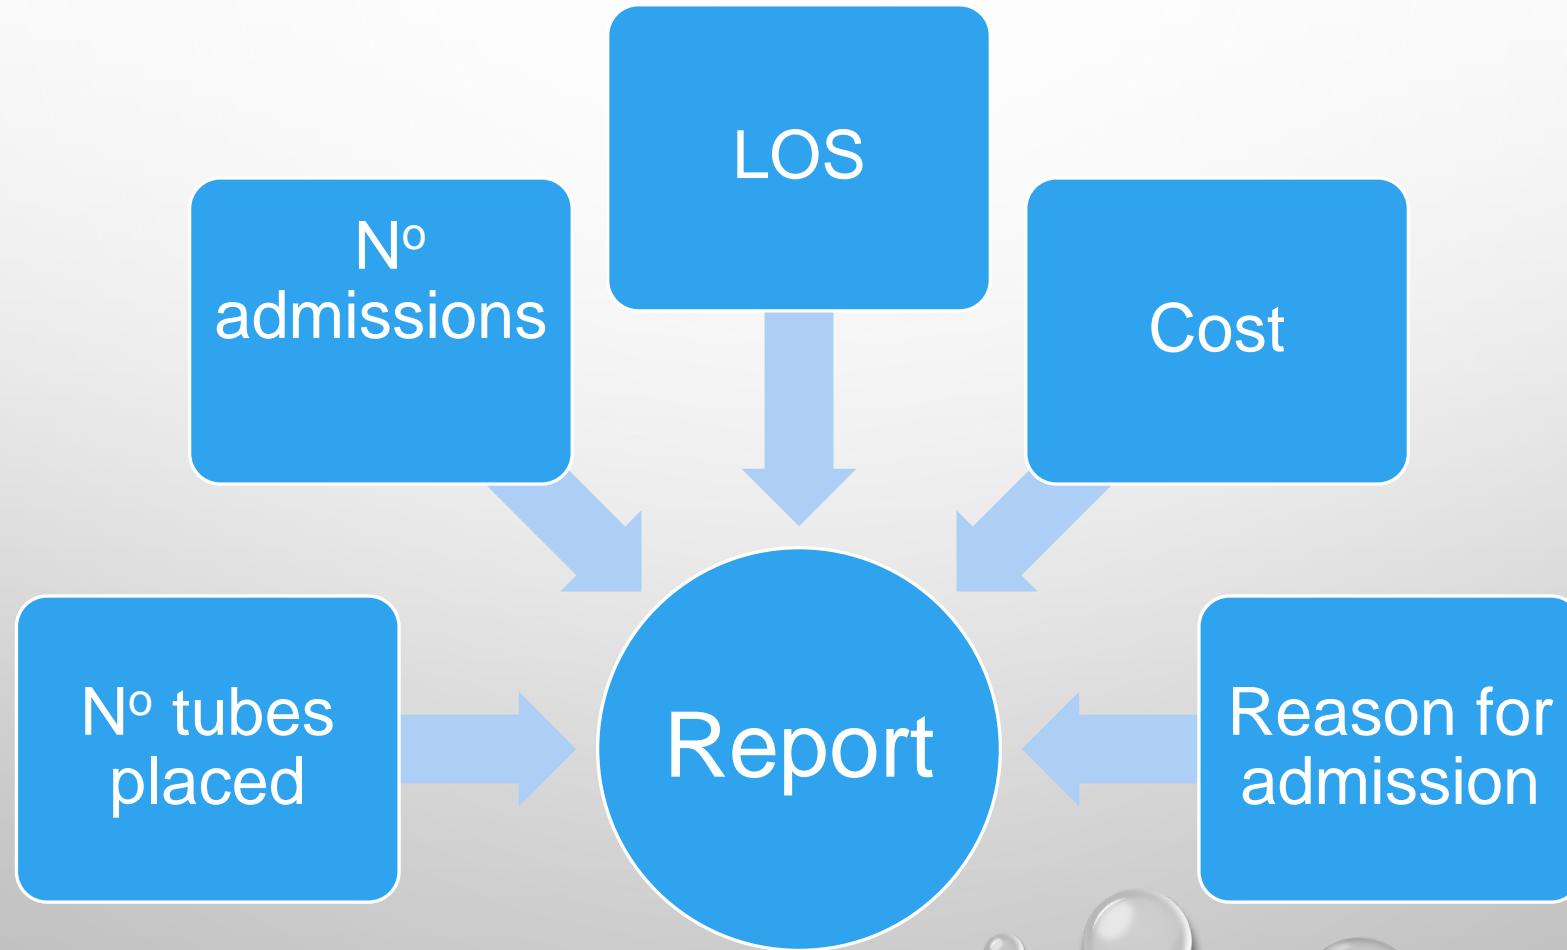 LOS
Nº
admissions
Cost
Nº tubes
placed
Report
Reason for
admission